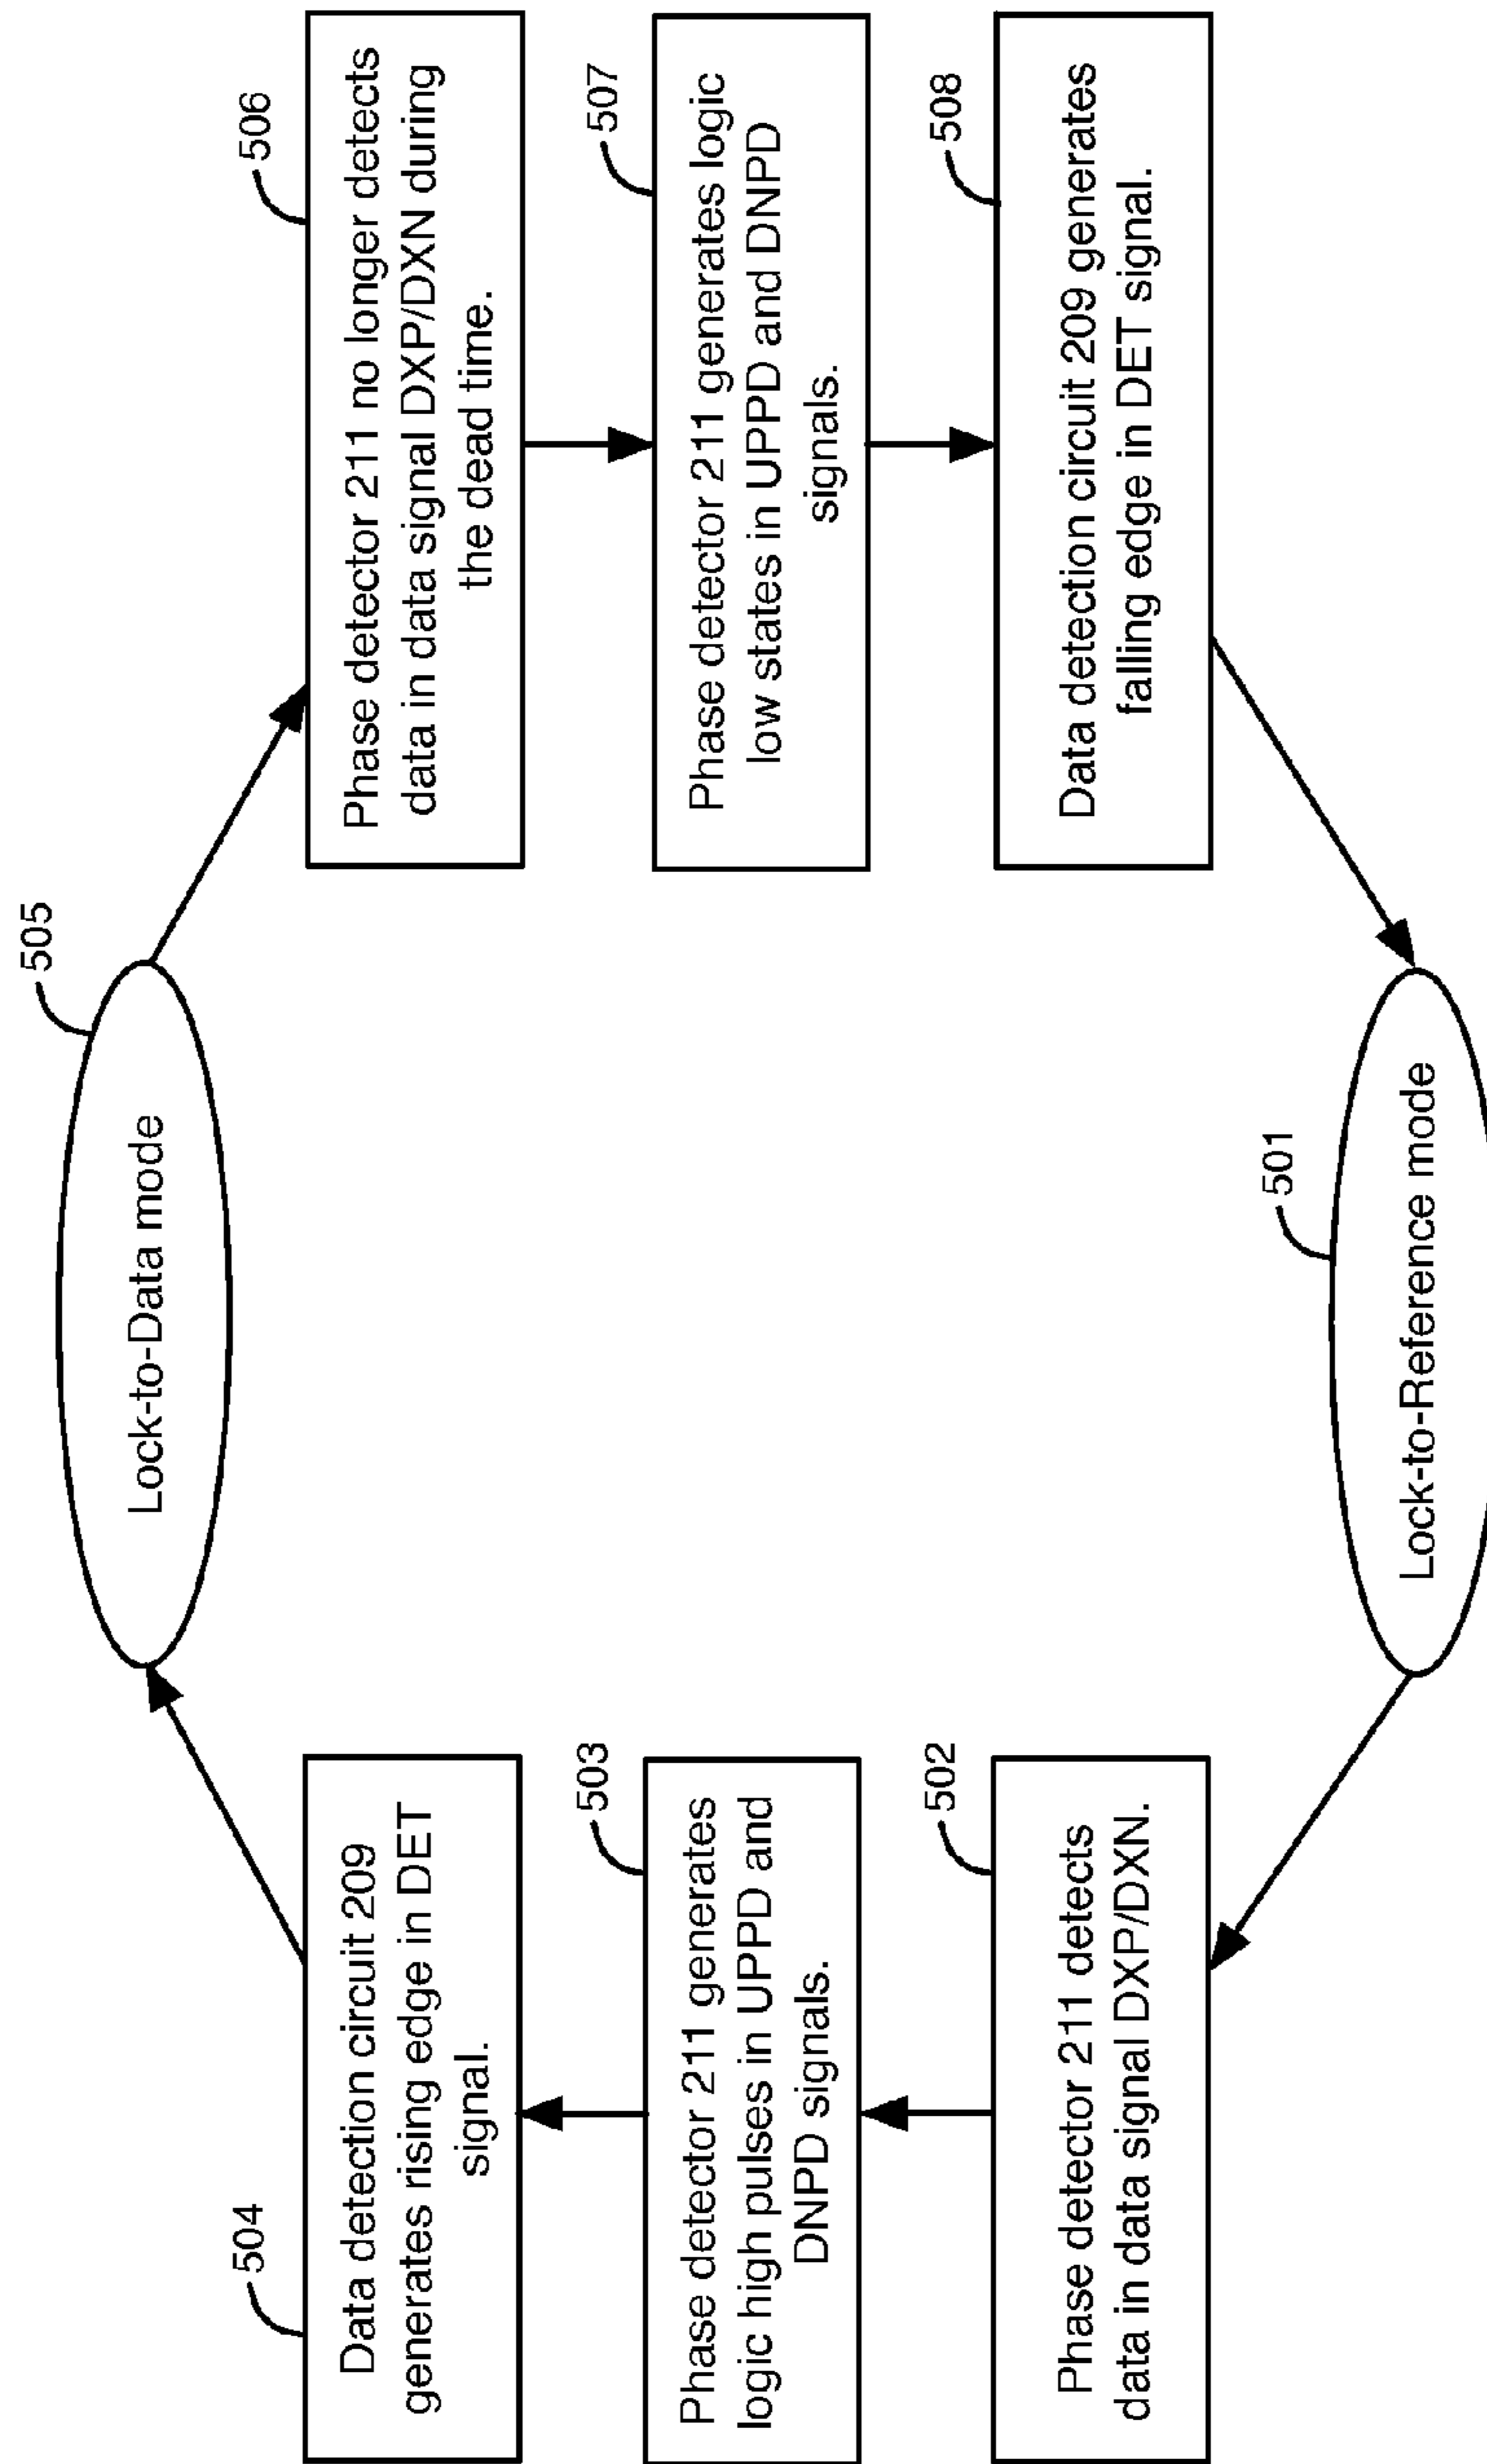 505
Lock-to-Data mode
504
Data detection circuit 209
generates rising edge in DET
signal.
503
Phase detector 211 generates
logic high pulses in UPPD and
DNPD signals.
502
Phase detector 211 detects
data in data signal DXP/DXN.
506
Phase detector 211 no longer detects
data in data signal DXP/DXN during
the dead time.
507
Phase detector 211 generates logic
low states in UPPD and DNPD
signals.
508
Data detection circuit 209 generates
falling edge in DET signal.
501
Lock-to-Reference mode